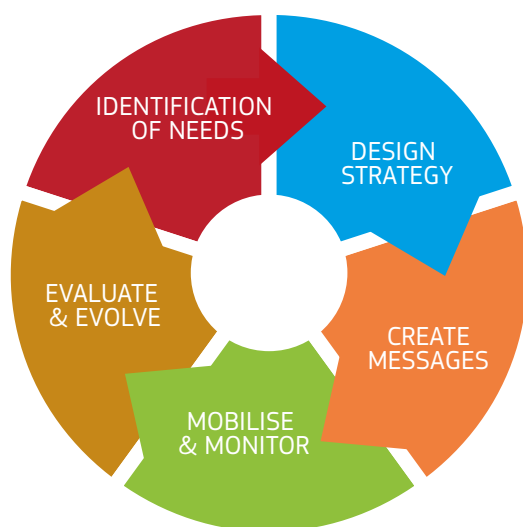 IDENTIFICATION
OF NEEDS
DESIGN
STRATEGY
CREATE
MESSAGES
MOBILISE
& MONITOR
EVALUATE
& EVOLVE